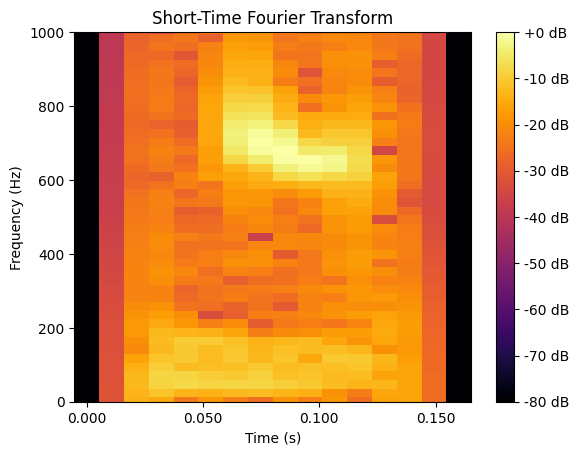 Short-Time Fourier Transform
1000
800
600
400
200
0
Frequency (Hz)
0.000
0.050
0.100
0.150
Time (s)
+0 dB
-10 dB
-20 dB
-30 dB
-40 dB
-50 dB
-60 dB
-70 dB
-80 dB